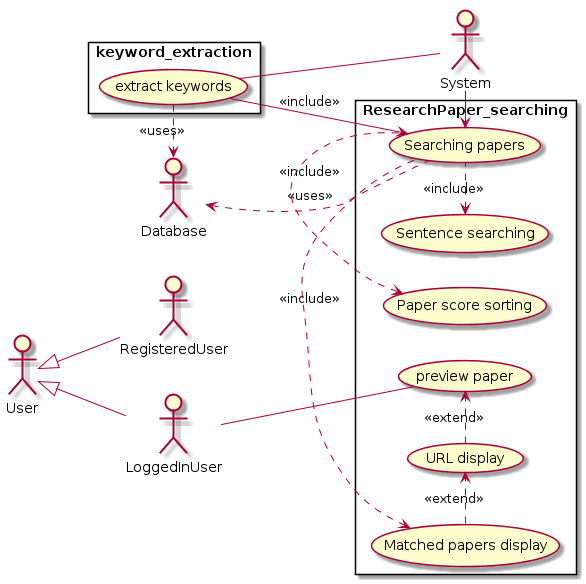 keyword_extraction
extract keywords
System
«include»
ResearchPaper_searching
«uses»
Searching papers
«include»
«include»
«uses»
Database
Sentence searching
«include»
Paper score sorting
RegisteredUser
preview paper
User
«extend»
LoggedInUser
URL display
«extend»
Matched papers display